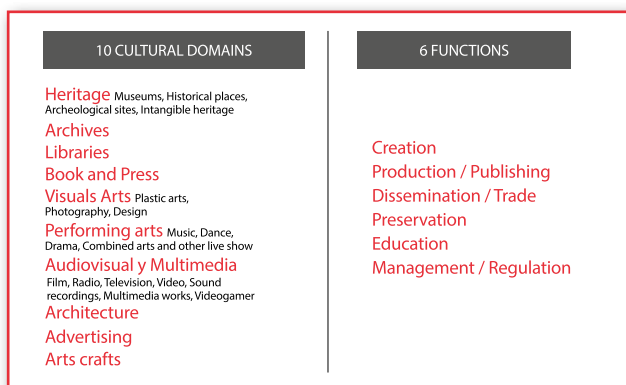 10 CULTURAL DOMAINS
Heritage Museums, Historical places,
Archeological sites, Intangible heritage
Archives
Libraries
Book and Press
Visuals Arts Plastic arts,
Photography, Design
Performing arts Music, Dance,
Drama, Combined arts and other live show
Audiovisual y Multimedia
Film, Radio, Television, Video, Sound
recordings, Multimedia works, Videogamer
Architecture
Advertising
Arts crafts
6 FUNCTIONS
Creation
Production / Publishing
Dissemination / Trade
Preservation
Education
Management / Regulation